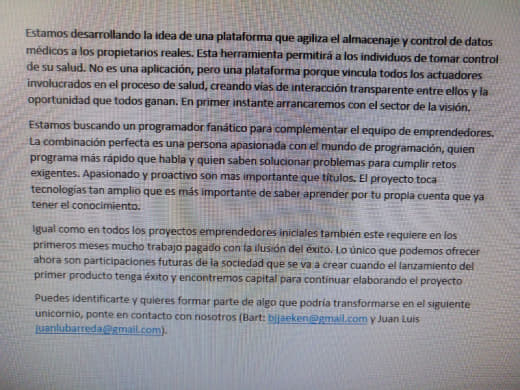 Estamos desarrollando la idea de una plataforma que agiliza el almacenaje y control de datos
médicos a los propietarios reales. Esta herramienta permitirá a los individuos de tomar control
de su salud. No es una aplicación, pero una plataforma porque vincula todos los actuadores
involucrados en el proceso de salud, creando vías de interacción transparente entre ellos y la
oportunidad que todos ganan. En primer instante arrancaremos con el sector de la visión.
Estamos buscando un programador fanático para complementar el equipo de emprendedores.
La combinación perfecta es una persona apasionada con el mundo de programación, quien
programa más rápido que habla y quien saben solucionar problemas para cumplir retos
exigentes. Apasionado y proactivo son mas importante que títulos. El proyecto toca
tecnologías tan amplio que es más importante de saber aprender por tu propia cuenta que ya
tener el conocimiento.
Igual como en todos los proyectos emprendedores iniciales también este requiere en los
primeros meses mucho trabajo pagado con la ilusión del éxito. Lo único que podemos ofrecer
ahora son participaciones futuras de la sociedad que se va a crear cuando el lanzamiento del
primer producto tenga éxito y encontremos capital para continuar elaborando el proyecto
Puedes identificarte y quieres formar parte de algo que podría transformarse en el siguiente
unicornio, ponte en contacto con nosotros (Bart: bjjaeken@gmail.com y Juan Luis
juanlubarreda@gmail.com).